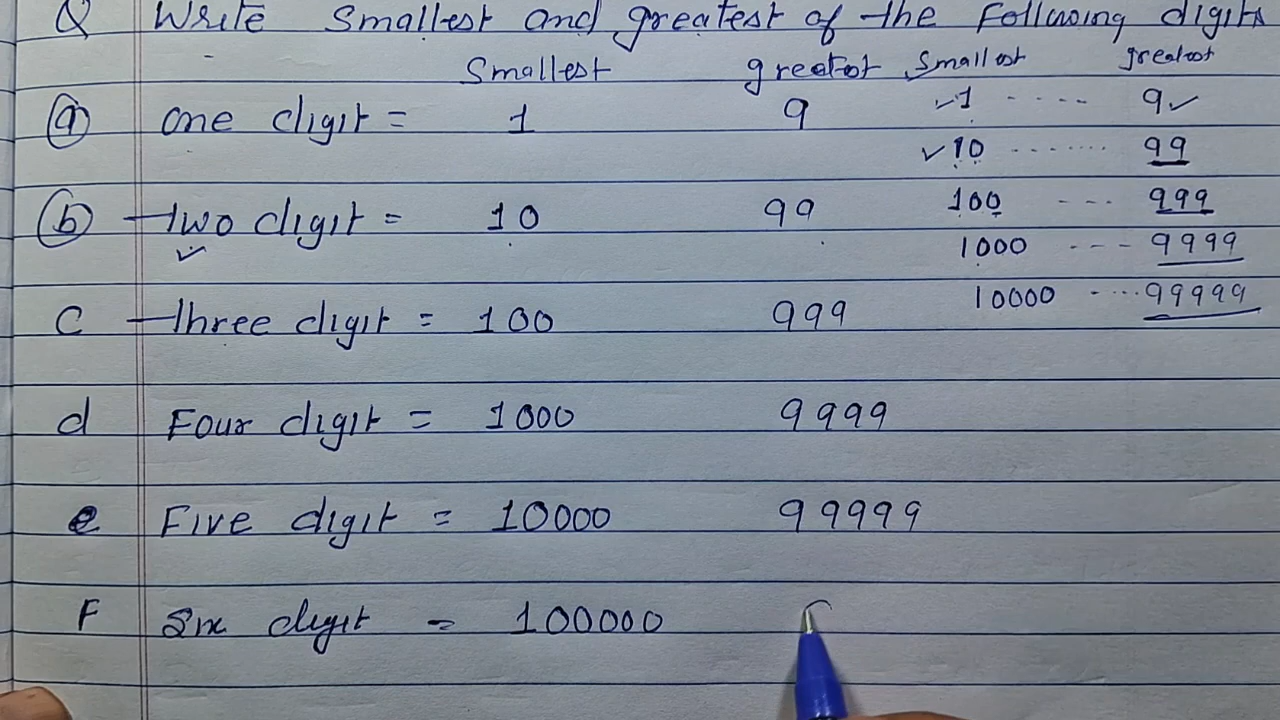 Q Write Smallest and greatest of the Following digits
Smallest greatest Smallest greatest
a One digit = 1 9 1 .... 9
10 ....... 99
b two digit = 10 99 100 --- 999
1000 --- 9999
c three digit = 100 999 10000 ..... 99999
d Four digit = 1000 9999
e Five digit = 10000 99999
F Six digit = 100000